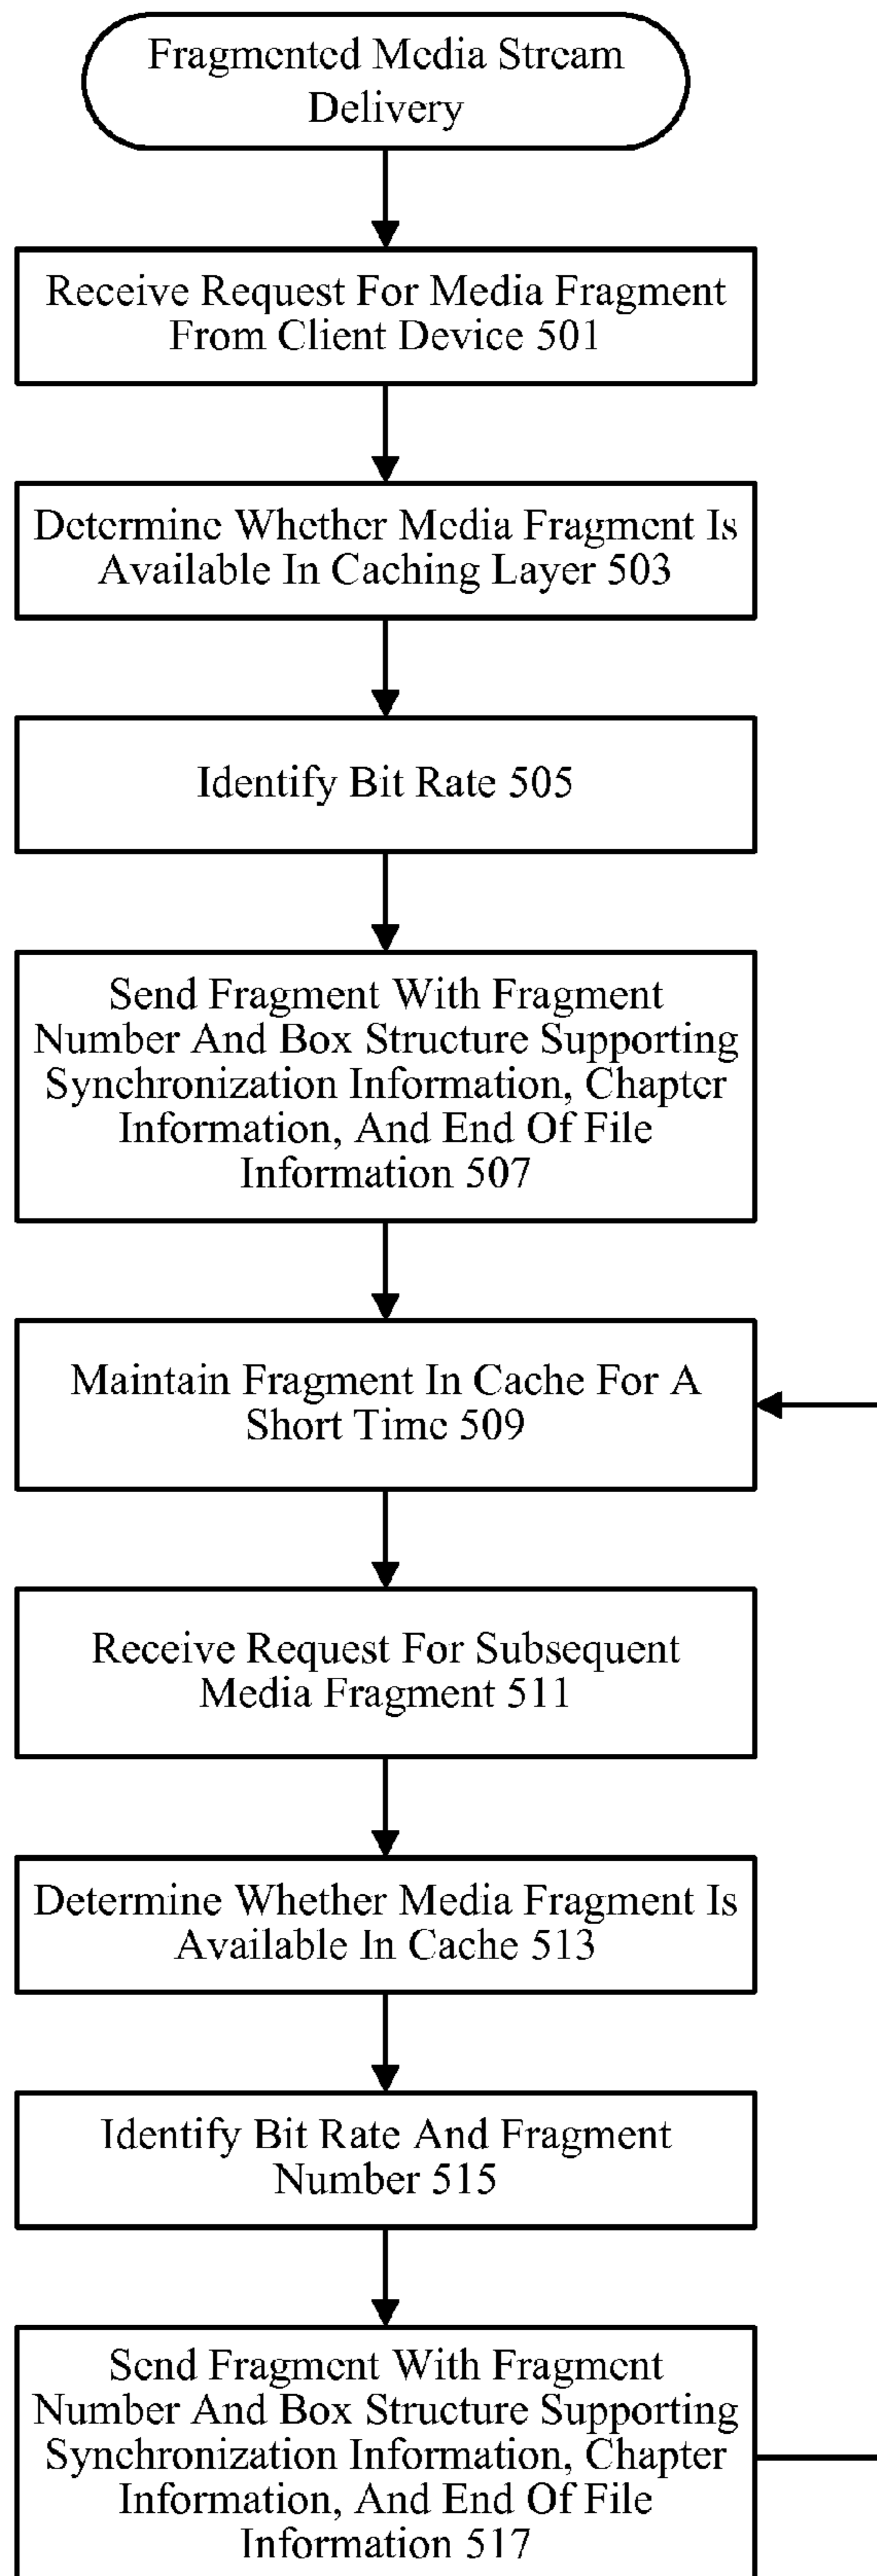 Fragmented Media Stream
Delivery
Receive Request For Media Fragment
From Client Device 501
Determine Whether Media Fragment Is
Available In Caching Layer 503
Identify Bit Rate 505
Send Fragment With Fragment
Number And Box Structure Supporting
Synchronization Information, Chapter
Information, And End Of File
Information 507
Maintain Fragment In Cache For A
Short Time 509
Receive Request For Subsequent
Media Fragment 511
Determine Whether Media Fragment Is
Available In Cache 513
Identify Bit Rate And Fragment
Number 515
Send Fragment With Fragment
Number And Box Structure Supporting
Synchronization Information, Chapter
Information, And End Of File
Information 517